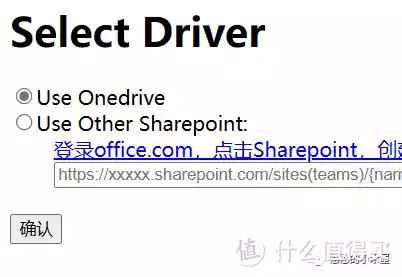 Select Driver
Use Onedrive
Use Other Sharepoint:
登录office.com，点击Sharepoint，创
https://xxxxx.sharepoint.com/sites(teams)/{nam
确认
值 什么值得买